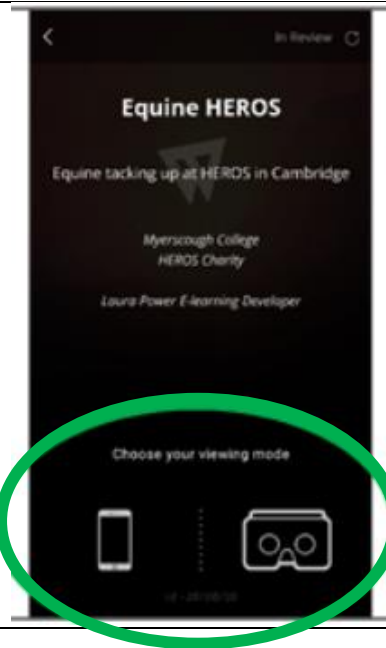 In Review
Equine HEROS
Equine tacking up at HEROS in Cambridge
Myerscough College
HEROS Charity
Laura Power E-learning Developer
Choose your viewing mode